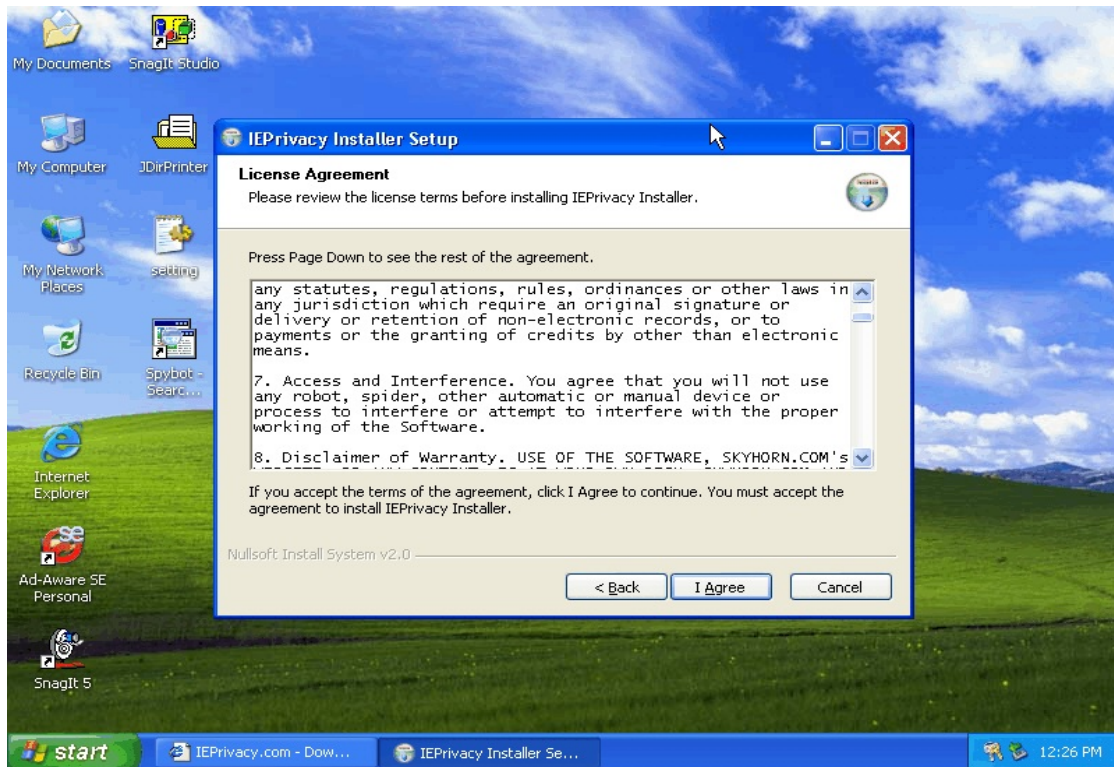 My Documents
SnagIt Studio
My Computer
JDirPrinter
My Network
Places
setting
Recycle Bin
Spybot -
Searc...
Internet
Explorer
Ad-Aware SE
Personal
SnagIt 5
IEPrivacy Installer Setup
License Agreement
Please review the license terms before installing IEPrivacy Installer.
Press Page Down to see the rest of the agreement.
any statutes, regulations, rules, ordinances or other laws in
any jurisdiction which require an original signature or
delivery or retention of non-electronic records, or to
payments or the granting of credits by other than electronic
means.
7. Access and Interference. You agree that you will not use
any robot, spider, other automatic or manual device or
process to interfere or attempt to interfere with the proper
working of the Software.
8. Disclaimer of Warranty. USE OF THE SOFTWARE, SKYHORN.COM's
If you accept the terms of the agreement, click I Agree to continue. You must accept the
agreement to install IEPrivacy Installer.
Nullsoft Install System v2.0
< Back
I Agree
Cancel
start
IEPrivacy.com - Dow...
IEPrivacy Installer Se...
12:26 PM